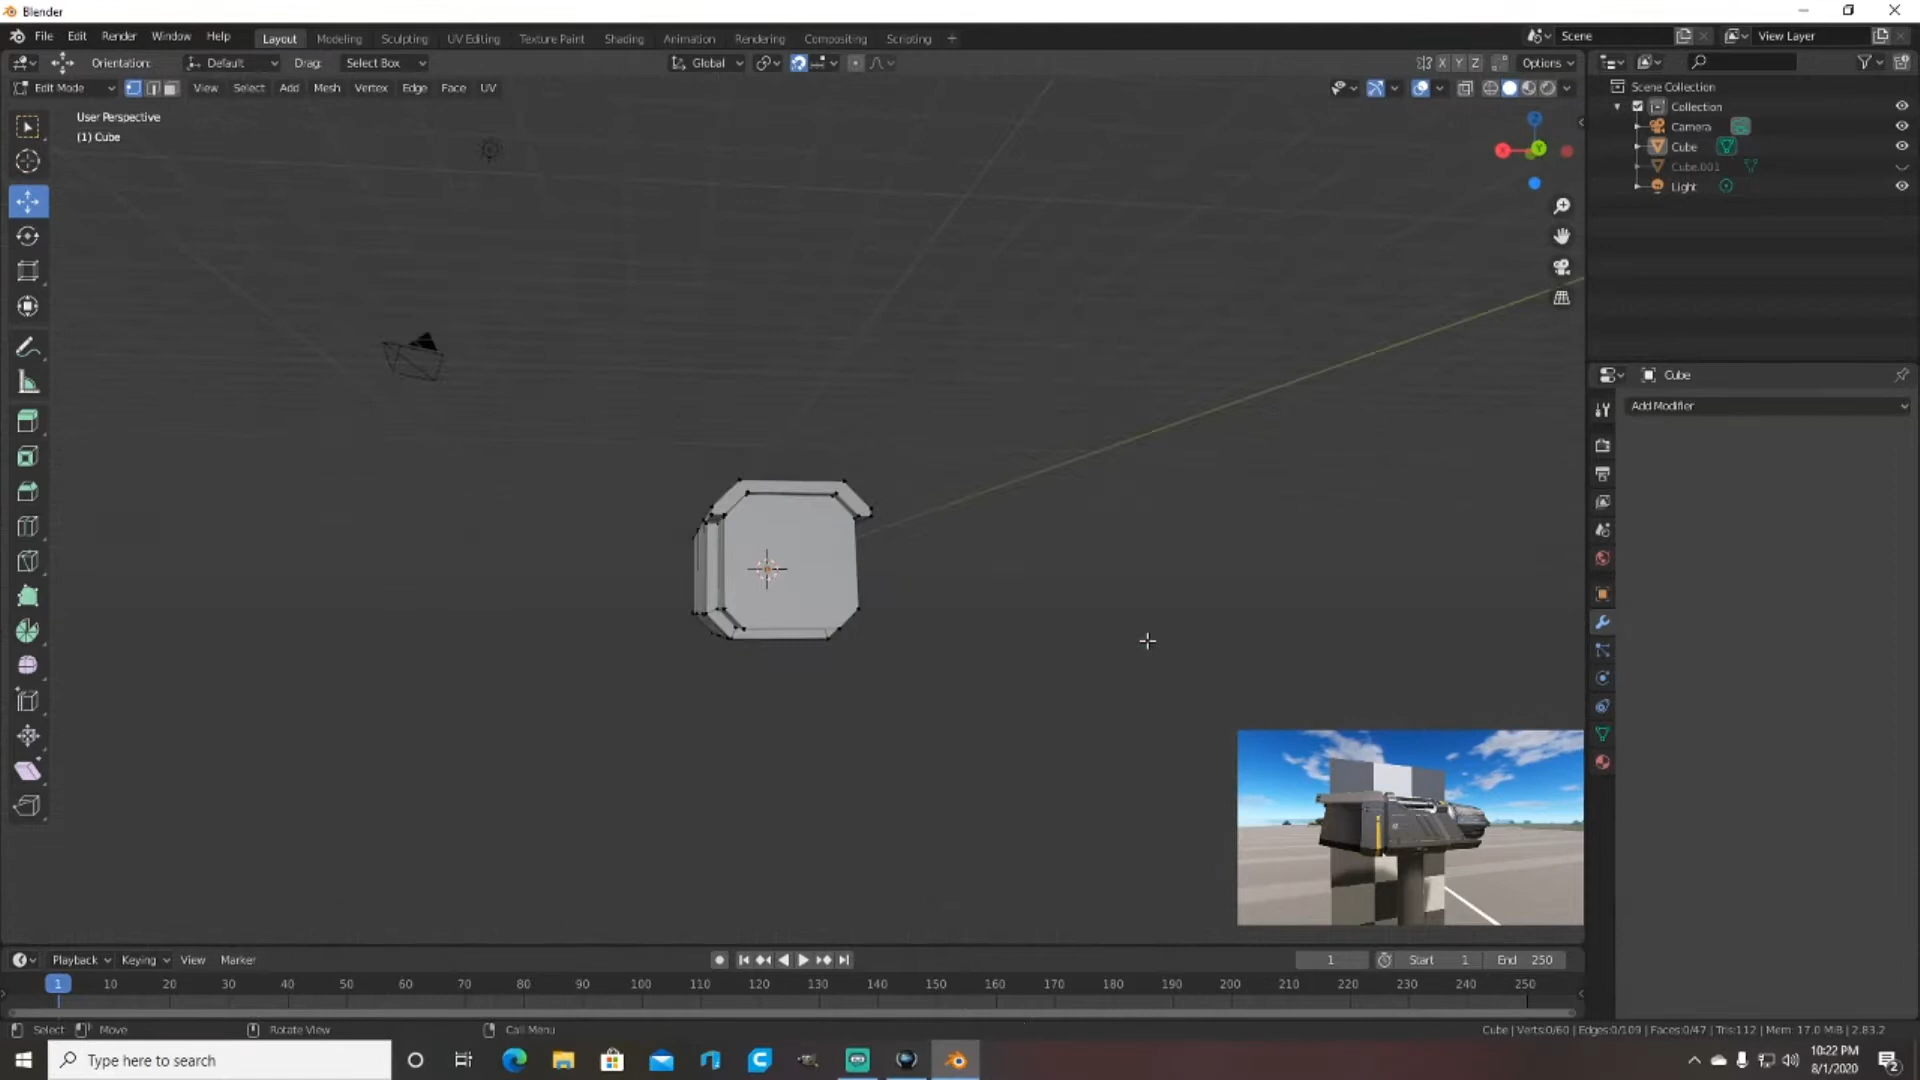 Blender
File Edit Render Window Help Layout Modeling Sculpting UV Editing Texture Paint Shading Animation Rendering Compositing Scripting + Scene View Layer
Orientation: Default Drag: Select Box Global X Y Z Options
Edit Mode View Select Add Mesh Vertex Edge Face UV
User Perspective
(1) Cube
Z
X Y
Scene Collection
Collection
Camera
Cube
Cube.001
Light
Cube
Add Modifier
Playback Keying View Marker 1 Start 1 End 250
1 10 20 30 40 50 60 70 80 90 100 110 120 130 140 150 160 170 180 190 200 210 220 230 240 250
Select Move Rotate View Call Menu Cube | Verts:0/60 | Edges:0/109 | Faces:0/47 | Tris:112 | Mem: 17.0 MiB | 2.83.2
Type here to search
10:22 PM
8/1/2020
2